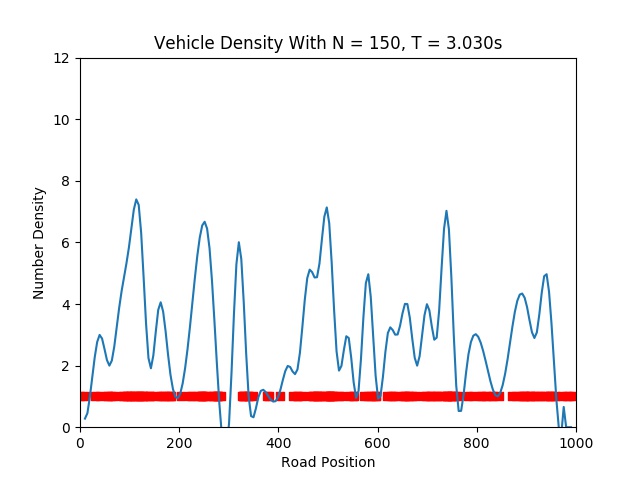 Vehicle Density With N = 150, T = 3.030s
12
10
8
6
4
2
0
Number Density
0 200 400 600 800 1000
Road Position